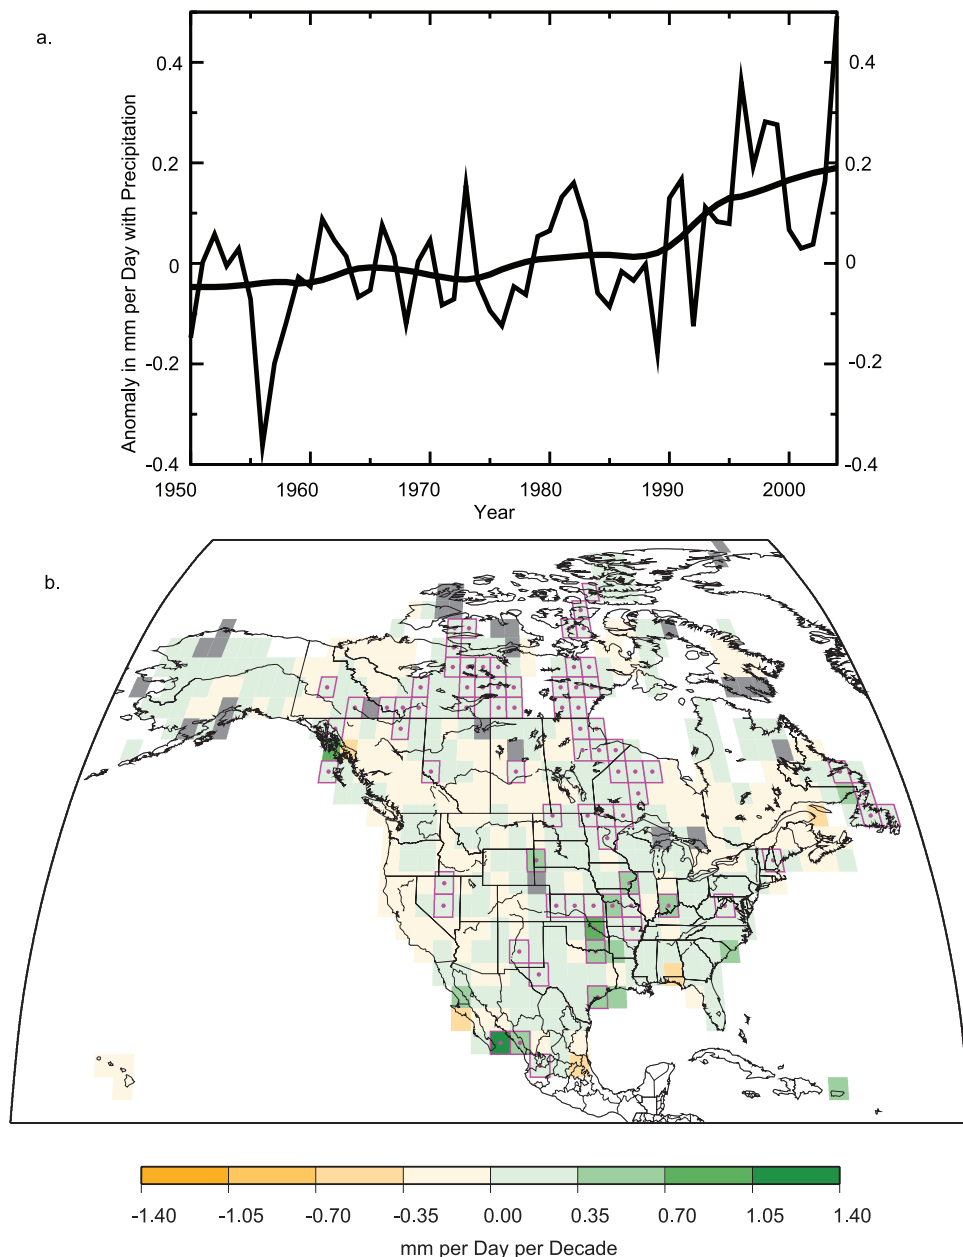 a.
Anomaly in mm per Day with Precipitation
0.4
0.2
0
-0.2
-0.4
0.4
0.2
0
-0.2
-0.4
1950 1960 1970 1980 1990 2000
Year
b.
-1.40 -1.05 -0.70 -0.35 0.00 0.35 0.70 1.05 1.40
mm per Day per Decade